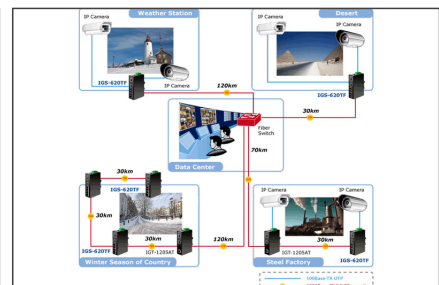 Weather Station
Desert
IP Camera
IP Camera
IP Camera
IP Camera
IGS-620TF
IGS-620TF
120km
30km
Fiber
Switch
70km
Data Center
30km
IGS-620TF
IGS-620TF
30km
IP Camera
IP Camera
30km
120km
30km
IGS-620TF
IGT-1205AT
IGT-1205AT
IGS-620TF
Winter Season of Country
Steel Factory
100Base-TX UTP